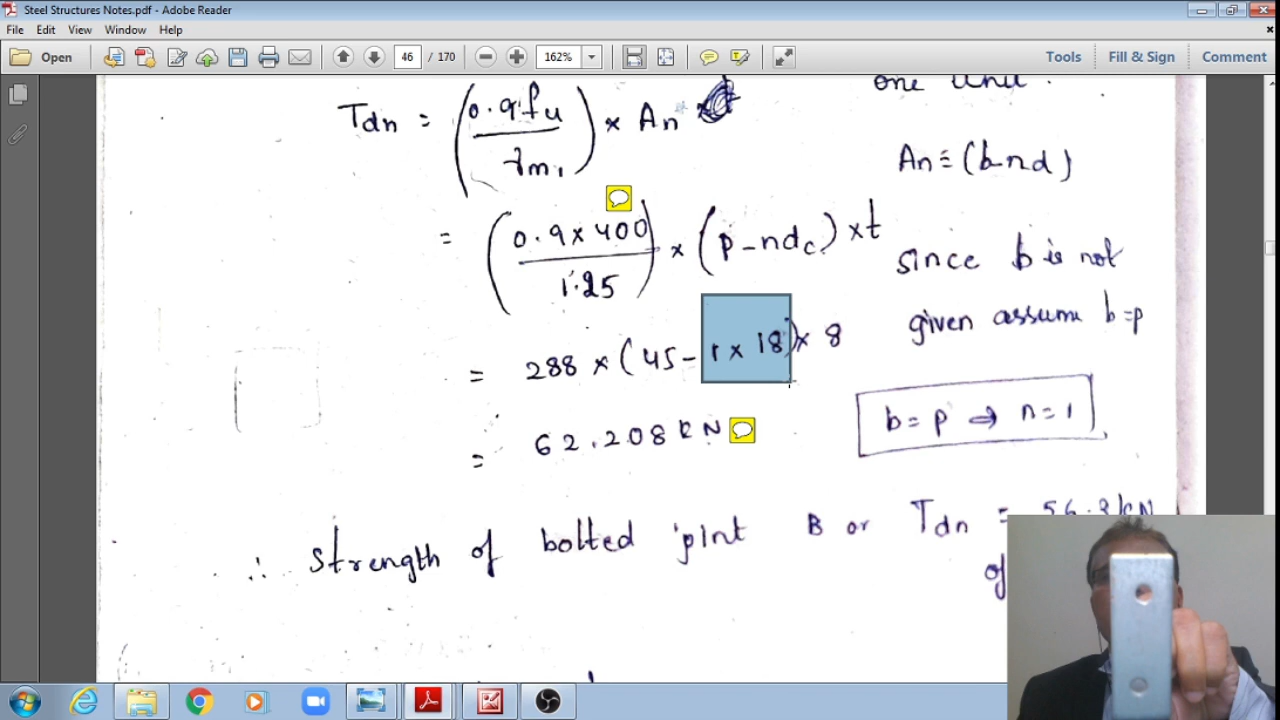 Steel Structures Notes.pdf - Adobe Reader
File Edit View Window Help
Open 46 / 170 162% Tools Fill & Sign Comment
one unit.
Tdn = (0.9fu / γm1) × An ×
An = (b-nd)
= (0.9×400 / 1.25) × (p-ndc) × t
since b is not
given assume b=p
= 288 × (45-1×18) × 8
b=p ⇒ n=1
= 62.208 kN
∴ Strength of bolted joint B or Tdn = 56.3 kN
of